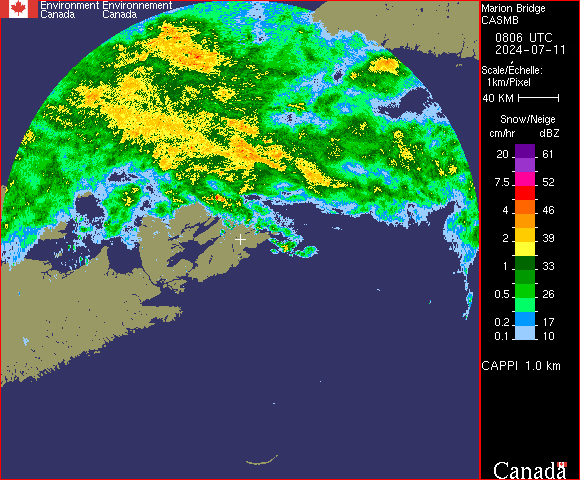 Environment Environnement
Canada Canada
Marion Bridge
CASMB
0806 UTC
2024-07-11
Scale/Échelle:
1km/Pixel
40 KM
Snow/Neige
cm/hr dBZ
20 61
7.5 52
4 46
2 39
1 33
0.5 26
0.2 17
0.1 10
CAPPI 1.0 km
Canada